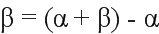 β = (α + β) - α